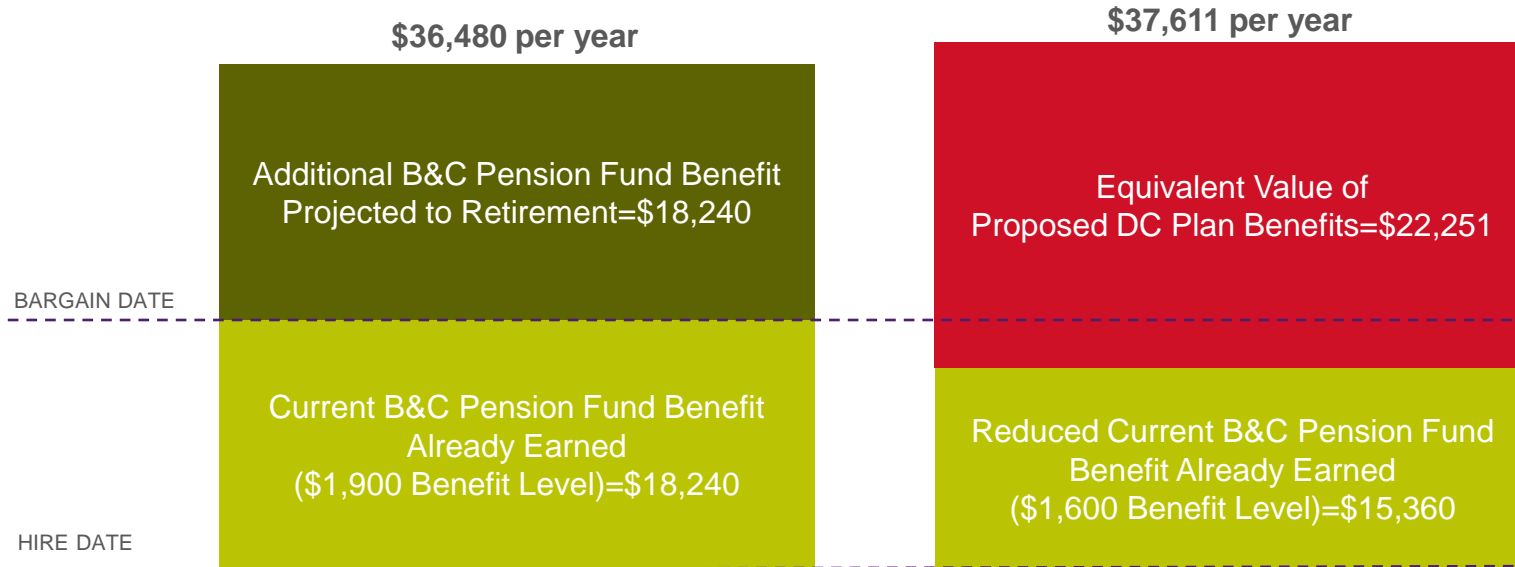 $36,480 per year
$37,611 per year
Additional B&C Pension Fund Benefit
Projected to Retirement=$18,240
Equivalent Value of
Proposed DC Plan Benefits=$22,251
BARGAIN DATE
Current B&C Pension Fund Benefit
Already Earned
($1,900 Benefit Level)=$18,240
Reduced Current B&C Pension Fund
Benefit Already Earned
($1,600 Benefit Level)=$15,360
HIRE DATE